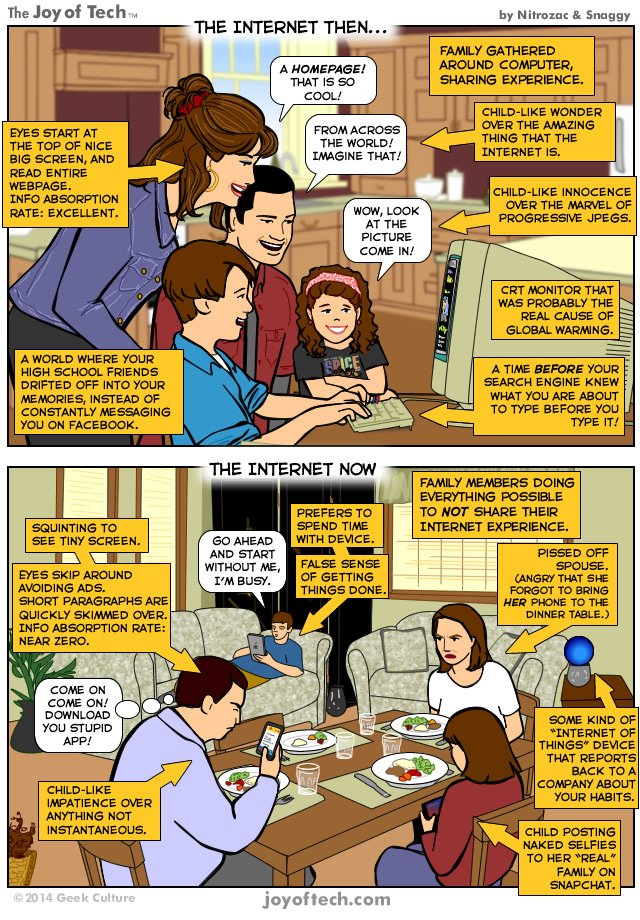 The Joy of Tech™
by Nitrozac & Snaggy
THE INTERNET THEN...
FAMILY GATHERED
AROUND COMPUTER,
SHARING EXPERIENCE.
A HOMEPAGE!
THAT IS SO
COOL!
CHILD-LIKE WONDER
OVER THE AMAZING
THING THAT THE
INTERNET IS.
EYES START AT
THE TOP OF NICE
BIG SCREEN, AND
READ ENTIRE
WEBPAGE.
INFO ABSORPTION
RATE: EXCELLENT.
FROM ACROSS
THE WORLD!
IMAGINE THAT!
CHILD-LIKE INNOCENCE
OVER THE MARVEL OF
PROGRESSIVE JPEGS.
WOW, LOOK
AT THE
PICTURE
COME IN!
CRT MONITOR THAT
WAS PROBABLY THE
REAL CAUSE OF
GLOBAL WARMING.
SPICE
A WORLD WHERE YOUR
HIGH SCHOOL FRIENDS
DRIFTED OFF INTO YOUR
MEMORIES, INSTEAD OF
CONSTANTLY MESSAGING
YOU ON FACEBOOK.
A TIME BEFORE YOUR
SEARCH ENGINE KNEW
WHAT YOU ARE ABOUT
TO TYPE BEFORE YOU
TYPE IT!
THE INTERNET NOW
FAMILY MEMBERS DOING
EVERYTHING POSSIBLE
TO NOT SHARE THEIR
INTERNET EXPERIENCE.
SQUINTING TO
SEE TINY SCREEN.
GO AHEAD
AND START
WITHOUT ME,
I'M BUSY.
PREFERS TO
SPEND TIME
WITH DEVICE.
FALSE SENSE
OF GETTING
THINGS DONE.
PISSED OFF
SPOUSE.
(ANGRY THAT SHE
FORGOT TO BRING
HER PHONE TO THE
DINNER TABLE.)
EYES SKIP AROUND
AVOIDING ADS.
SHORT PARAGRAPHS ARE
QUICKLY SKIMMED OVER.
INFO ABSORPTION RATE:
NEAR ZERO.
COME ON
COME ON!
DOWNLOAD
YOU STUPID
APP!
SOME KIND OF
"INTERNET OF
THINGS" DEVICE
THAT REPORTS
BACK TO A
COMPANY ABOUT
YOUR HABITS.
CHILD-LIKE
IMPATIENCE OVER
ANYTHING NOT
INSTANTANEOUS.
CHILD POSTING
NAKED SELFIES
TO HER "REAL"
FAMILY ON
SNAPCHAT.
©2014 Geek Culture
joyoftech.com